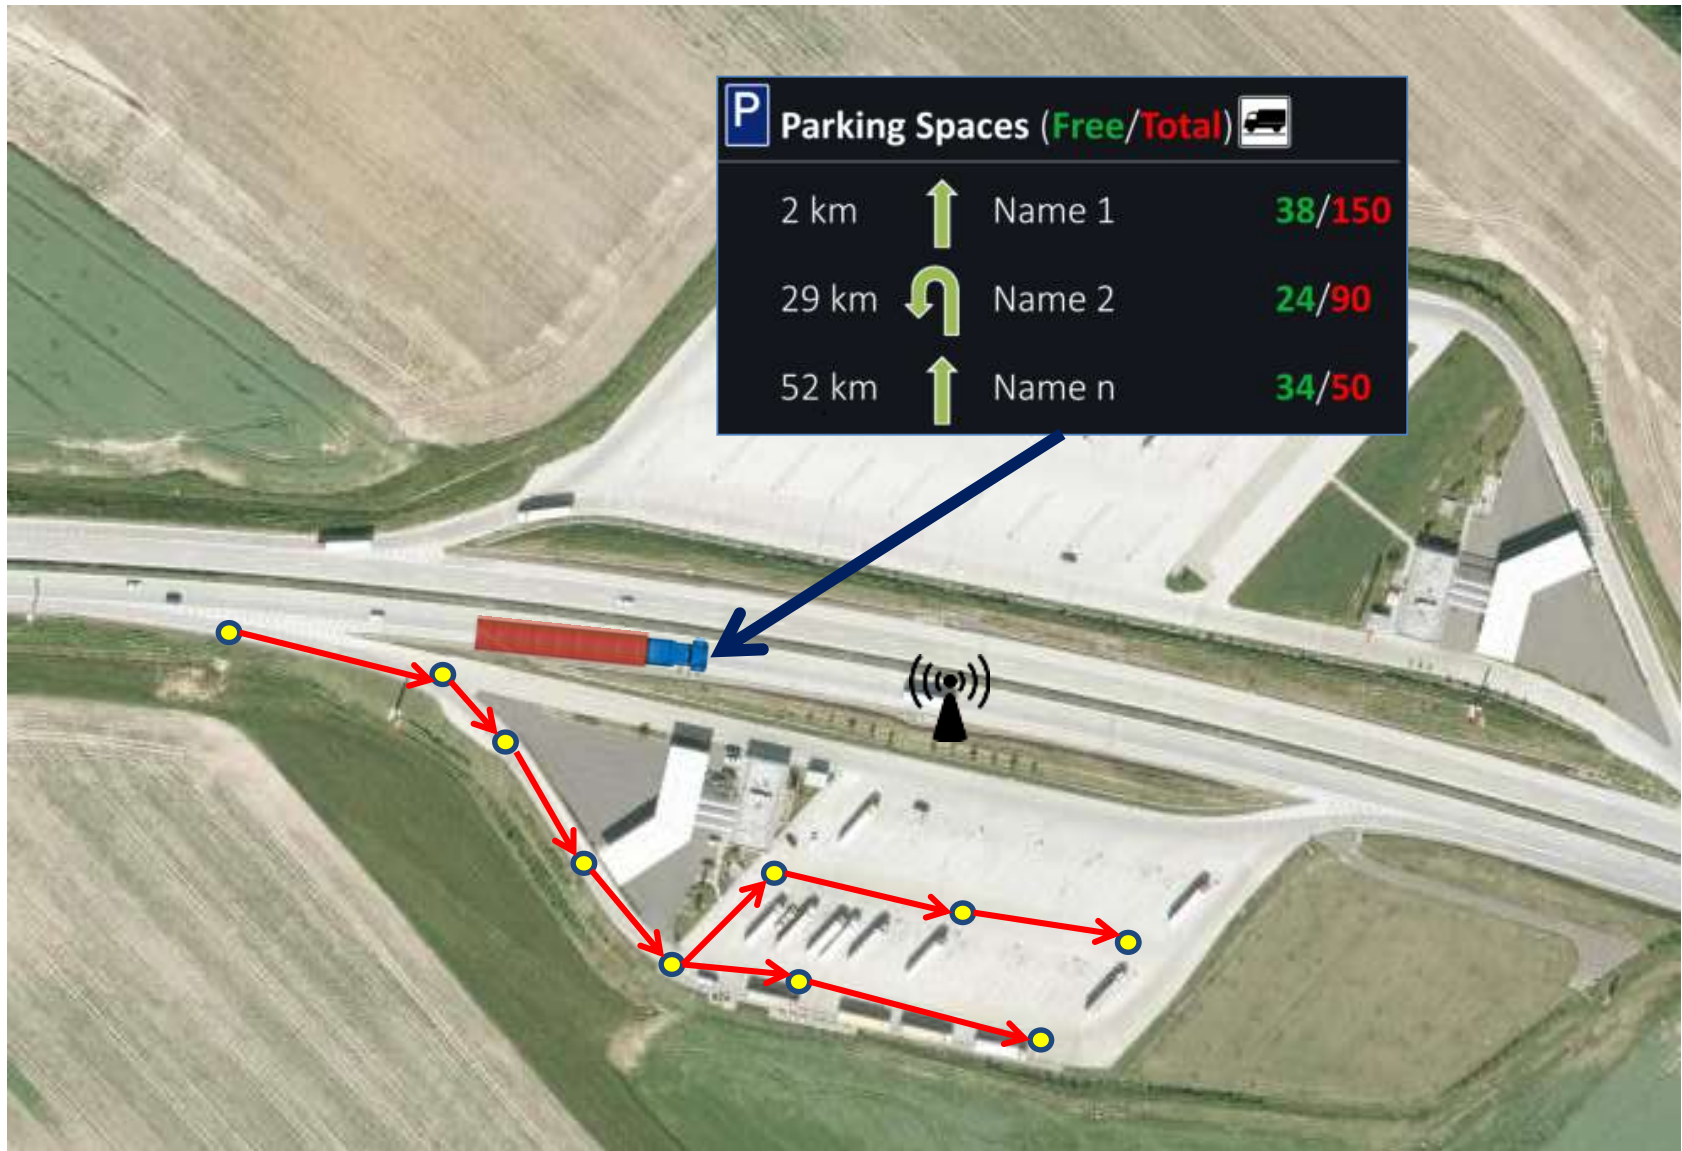 P Parking Spaces (Free/Total)
2 km Name 1 38/150
29 km Name 2 24/90
52 km Name n 34/50